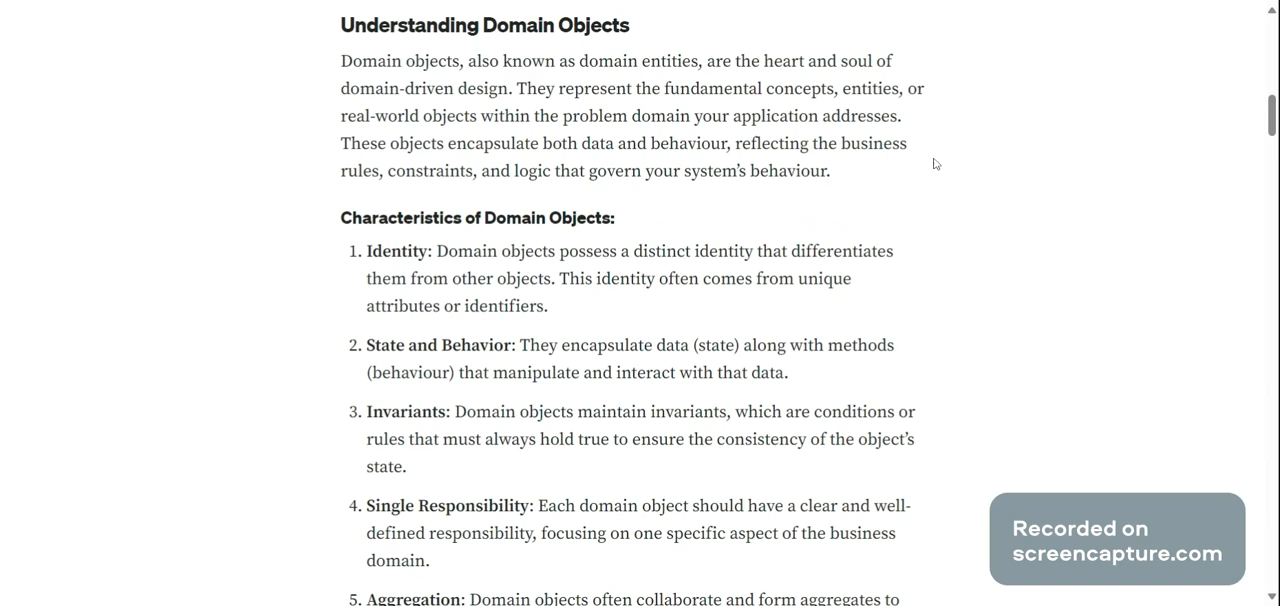 Understanding Domain Objects
Domain objects, also known as domain entities, are the heart and soul of
domain-driven design. They represent the fundamental concepts, entities, or
real-world objects within the problem domain your application addresses.
These objects encapsulate both data and behaviour, reflecting the business
rules, constraints, and logic that govern your system’s behaviour.
Characteristics of Domain Objects:
1. Identity: Domain objects possess a distinct identity that differentiates
them from other objects. This identity often comes from unique
attributes or identifiers.
2. State and Behavior: They encapsulate data (state) along with methods
(behaviour) that manipulate and interact with that data.
3. Invariants: Domain objects maintain invariants, which are conditions or
rules that must always hold true to ensure the consistency of the object’s
state.
4. Single Responsibility: Each domain object should have a clear and well-
defined responsibility, focusing on one specific aspect of the business
domain.
5. Aggregation: Domain objects often collaborate and form aggregates to
Recorded on
screencapture.com